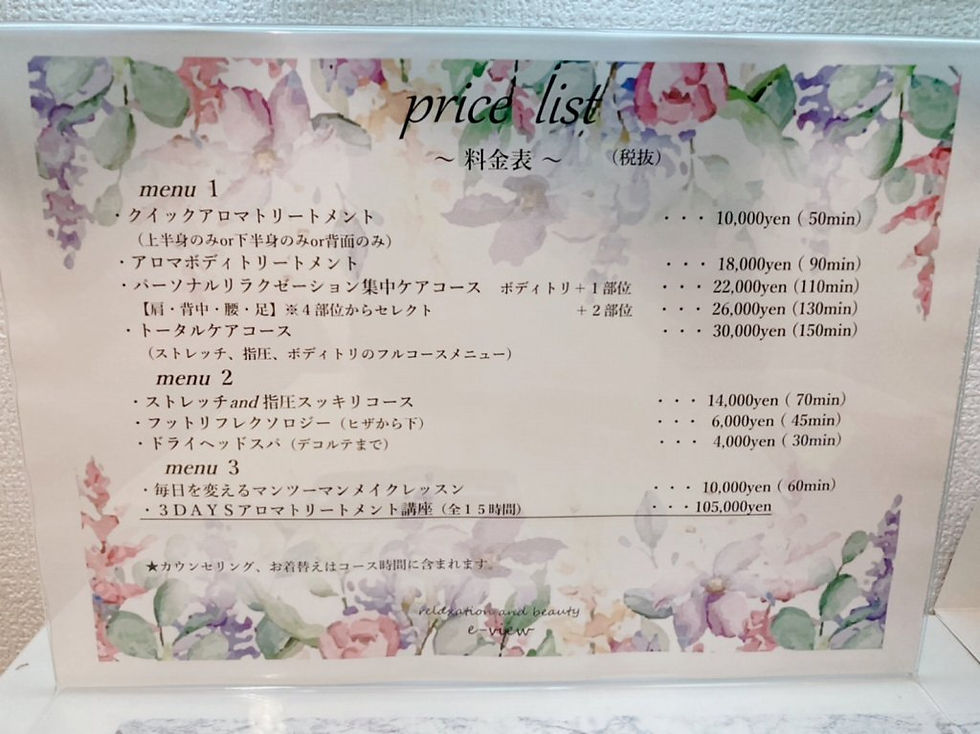 price list
～ 料金表 ～ （税抜）
menu 1
・クイックアロマトリートメント ・・・ 10,000yen ( 50min)
（上半身のみor下半身のみor背面のみ）
・アロマボディトリートメント ・・・ 18,000yen ( 90min)
・パーソナルリラクゼーション集中ケアコース ボディトリ＋１部位 ・・・ 22,000yen (110min)
【肩・背中・腰・足】※４部位からセレクト ＋２部位 ・・・ 26,000yen (130min)
・トータルケアコース ・・・ 30,000yen (150min)
（ストレッチ、指圧、ボディトリのフルコースメニュー）
menu 2
・ストレッチand指圧スッキリコース ・・・ 14,000yen ( 70min)
・フットリフレクソロジー（ヒザから下） ・・・ 6,000yen ( 45min)
・ドライヘッドスパ（デコルテまで） ・・・ 4,000yen ( 30min)
menu 3
・毎日を変えるマンツーマンメイクレッスン ・・・ 10,000yen ( 60min)
・３DAYSアロマトリートメント講座（全１５時間） ・・・105,000yen
★カウンセリング、お着替えはコース時間に含まれます。
relaxation and beauty
e-view